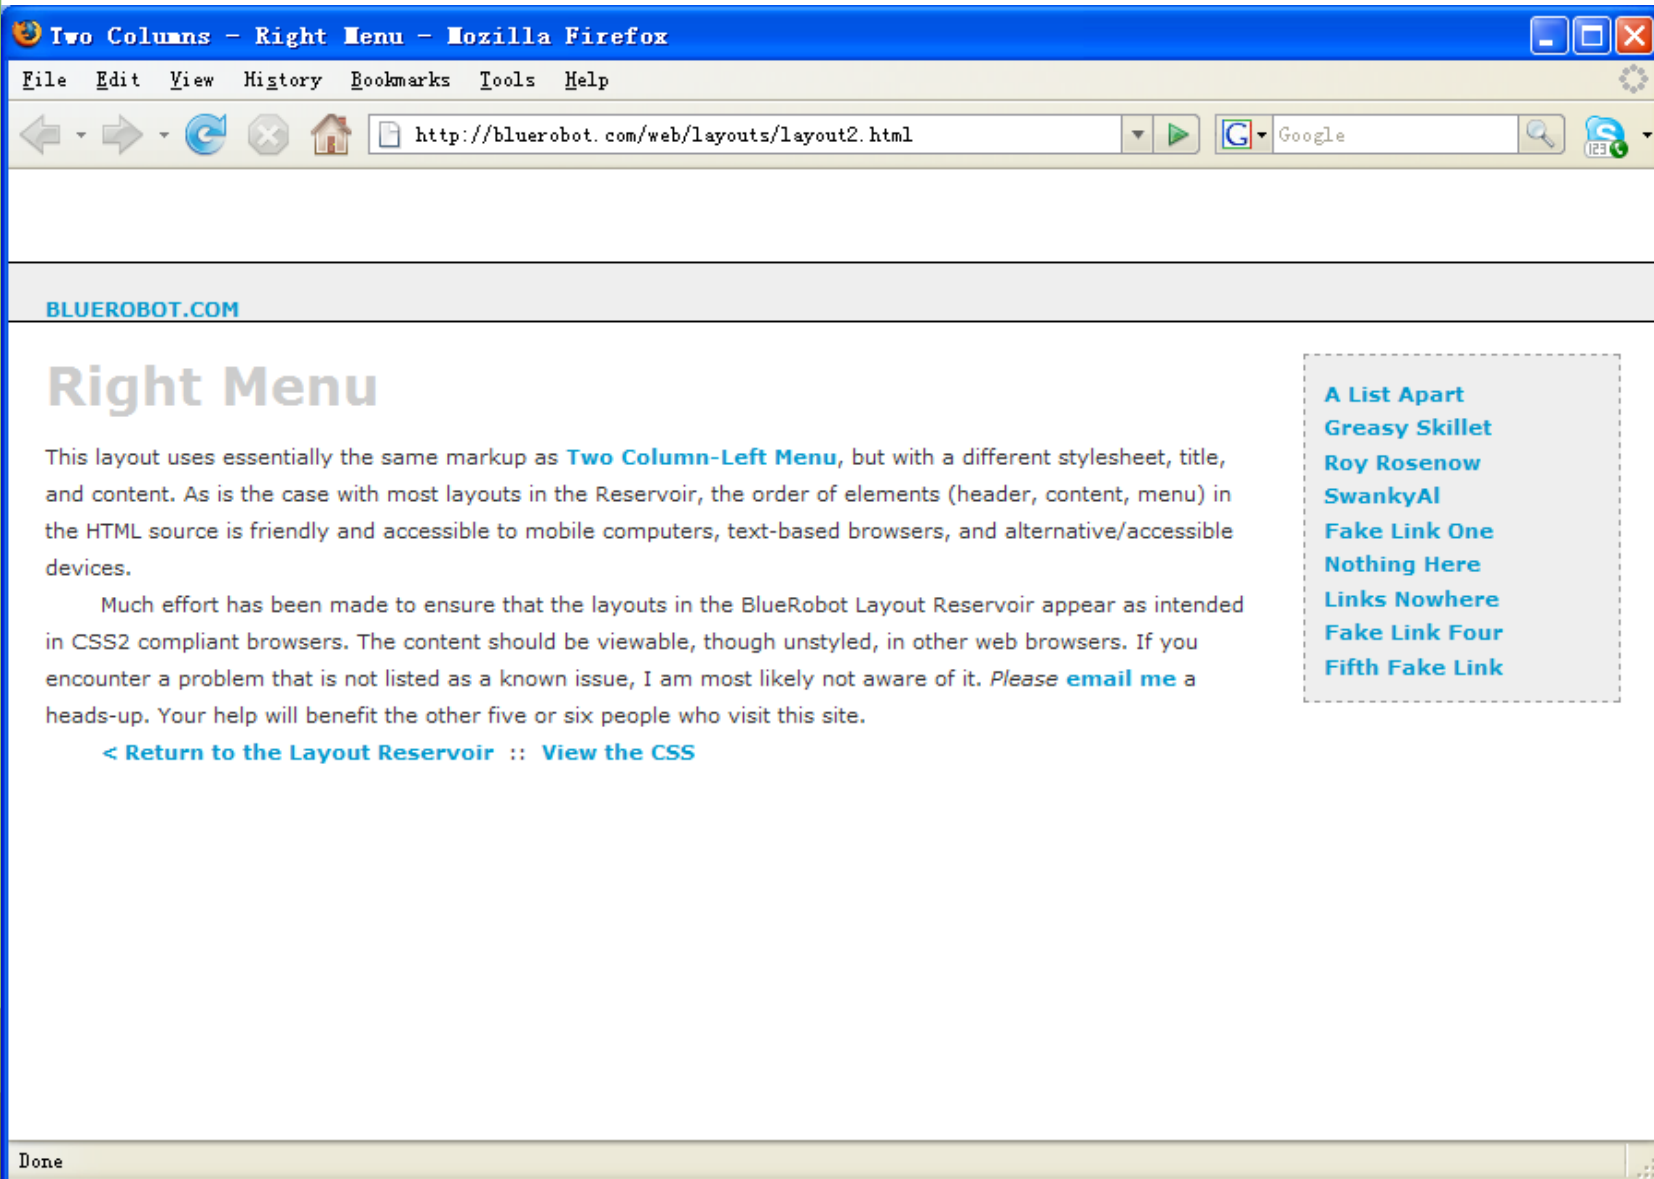 Two Columns - Right Menu - Mozilla Firefox
File Edit View History Bookmarks Tools Help
http://bluerobot.com/web/layouts/layout2.html
G Google
S 123
BLUEROBOT.COM
Right Menu
This layout uses essentially the same markup as Two Column-Left Menu, but with a different stylesheet, title,
and content. As is the case with most layouts in the Reservoir, the order of elements (header, content, menu) in
the HTML source is friendly and accessible to mobile computers, text-based browsers, and alternative/accessible
devices.
Much effort has been made to ensure that the layouts in the BlueRobot Layout Reservoir appear as intended
in CSS2 compliant browsers. The content should be viewable, though unstyled, in other web browsers. If you
encounter a problem that is not listed as a known issue, I am most likely not aware of it. Please email me a
heads-up. Your help will benefit the other five or six people who visit this site.
< Return to the Layout Reservoir :: View the CSS
A List Apart
Greasy Skillet
Roy Rosenow
SwankyAl
Fake Link One
Nothing Here
Links Nowhere
Fake Link Four
Fifth Fake Link
Done